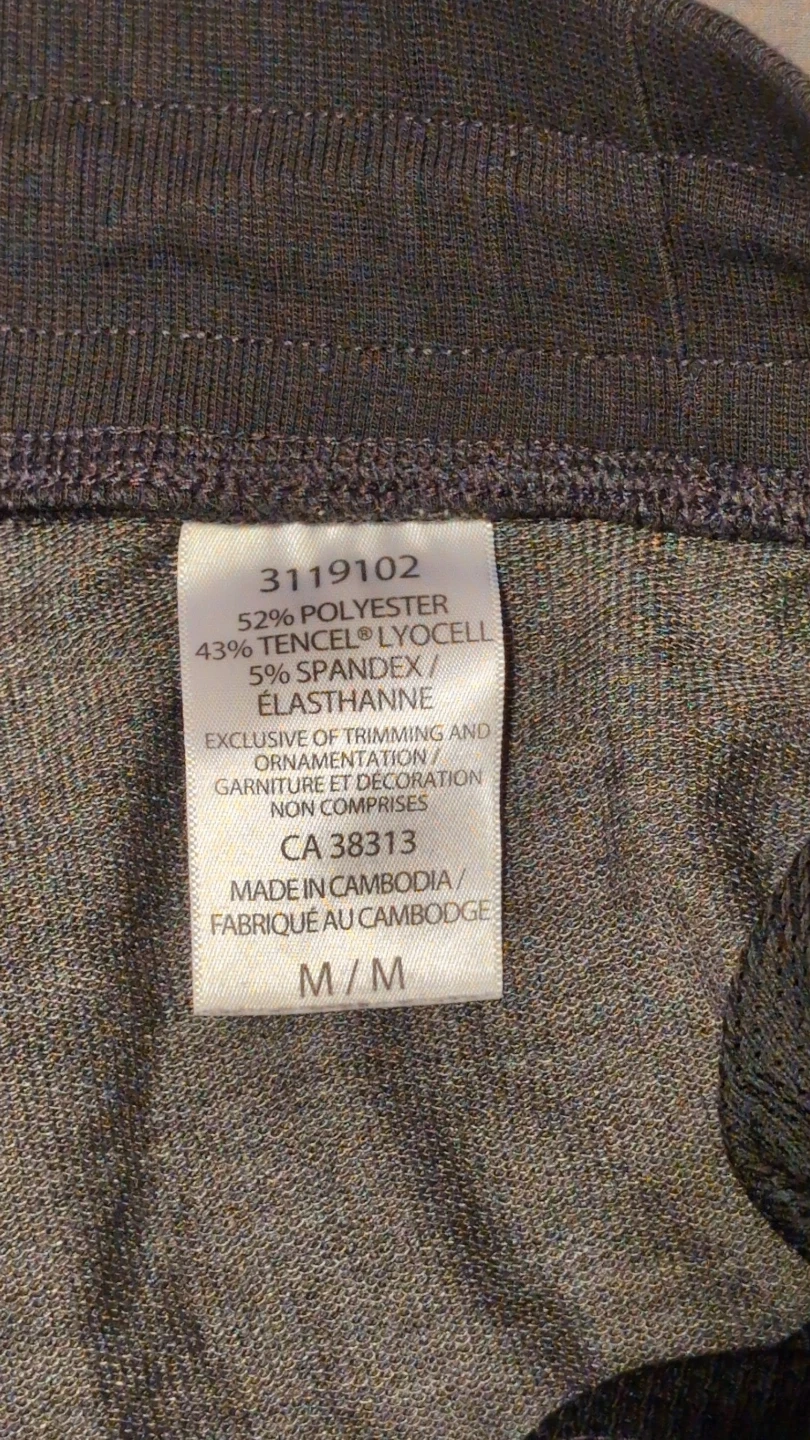 3119102
52% POLYESTER
43% TENCEL® LYOCELL
5% SPANDEX /
ÉLASTHANNE
EXCLUSIVE OF TRIMMING AND
ORNAMENTATION /
GARNITURE ET DÉCORATION
NON COMPRISES
CA 38313
MADE IN CAMBODIA /
FABRIQUÉ AU CAMBODGE
M / M